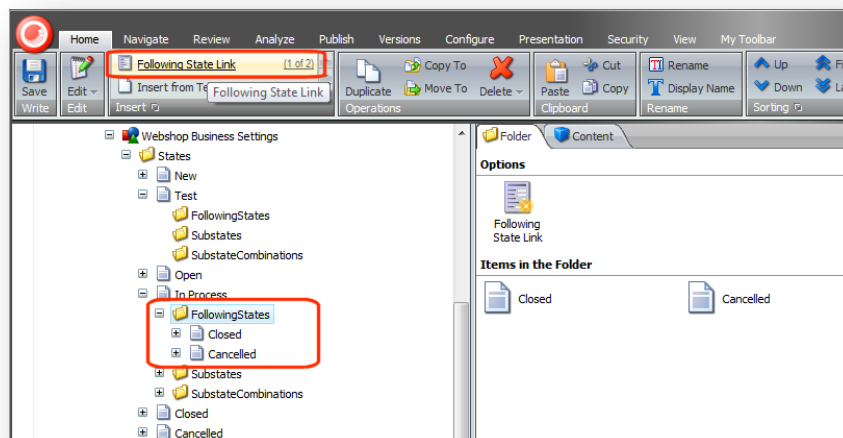 Home Navigate Review Analyze Publish Versions Configure Presentation Security View My Toolbar
Save
Write
Edit
Edit
Following State Link (1 of 2)
Insert from
Following State Link
Insert
Duplicate
Copy To
Move To
Delete
Operations
Paste
Cut
Copy
Clipboard
Rename
Display Name
Rename
Up
Down
Sorting
Webshop Business Settings
States
New
Test
FollowingStates
Substates
SubstateCombinations
Open
In Process
FollowingStates
Closed
Cancelled
Substates
SubstateCombinations
Closed
Cancelled
Folder Content
Options
Following
State Link
Items in the Folder
Closed Cancelled